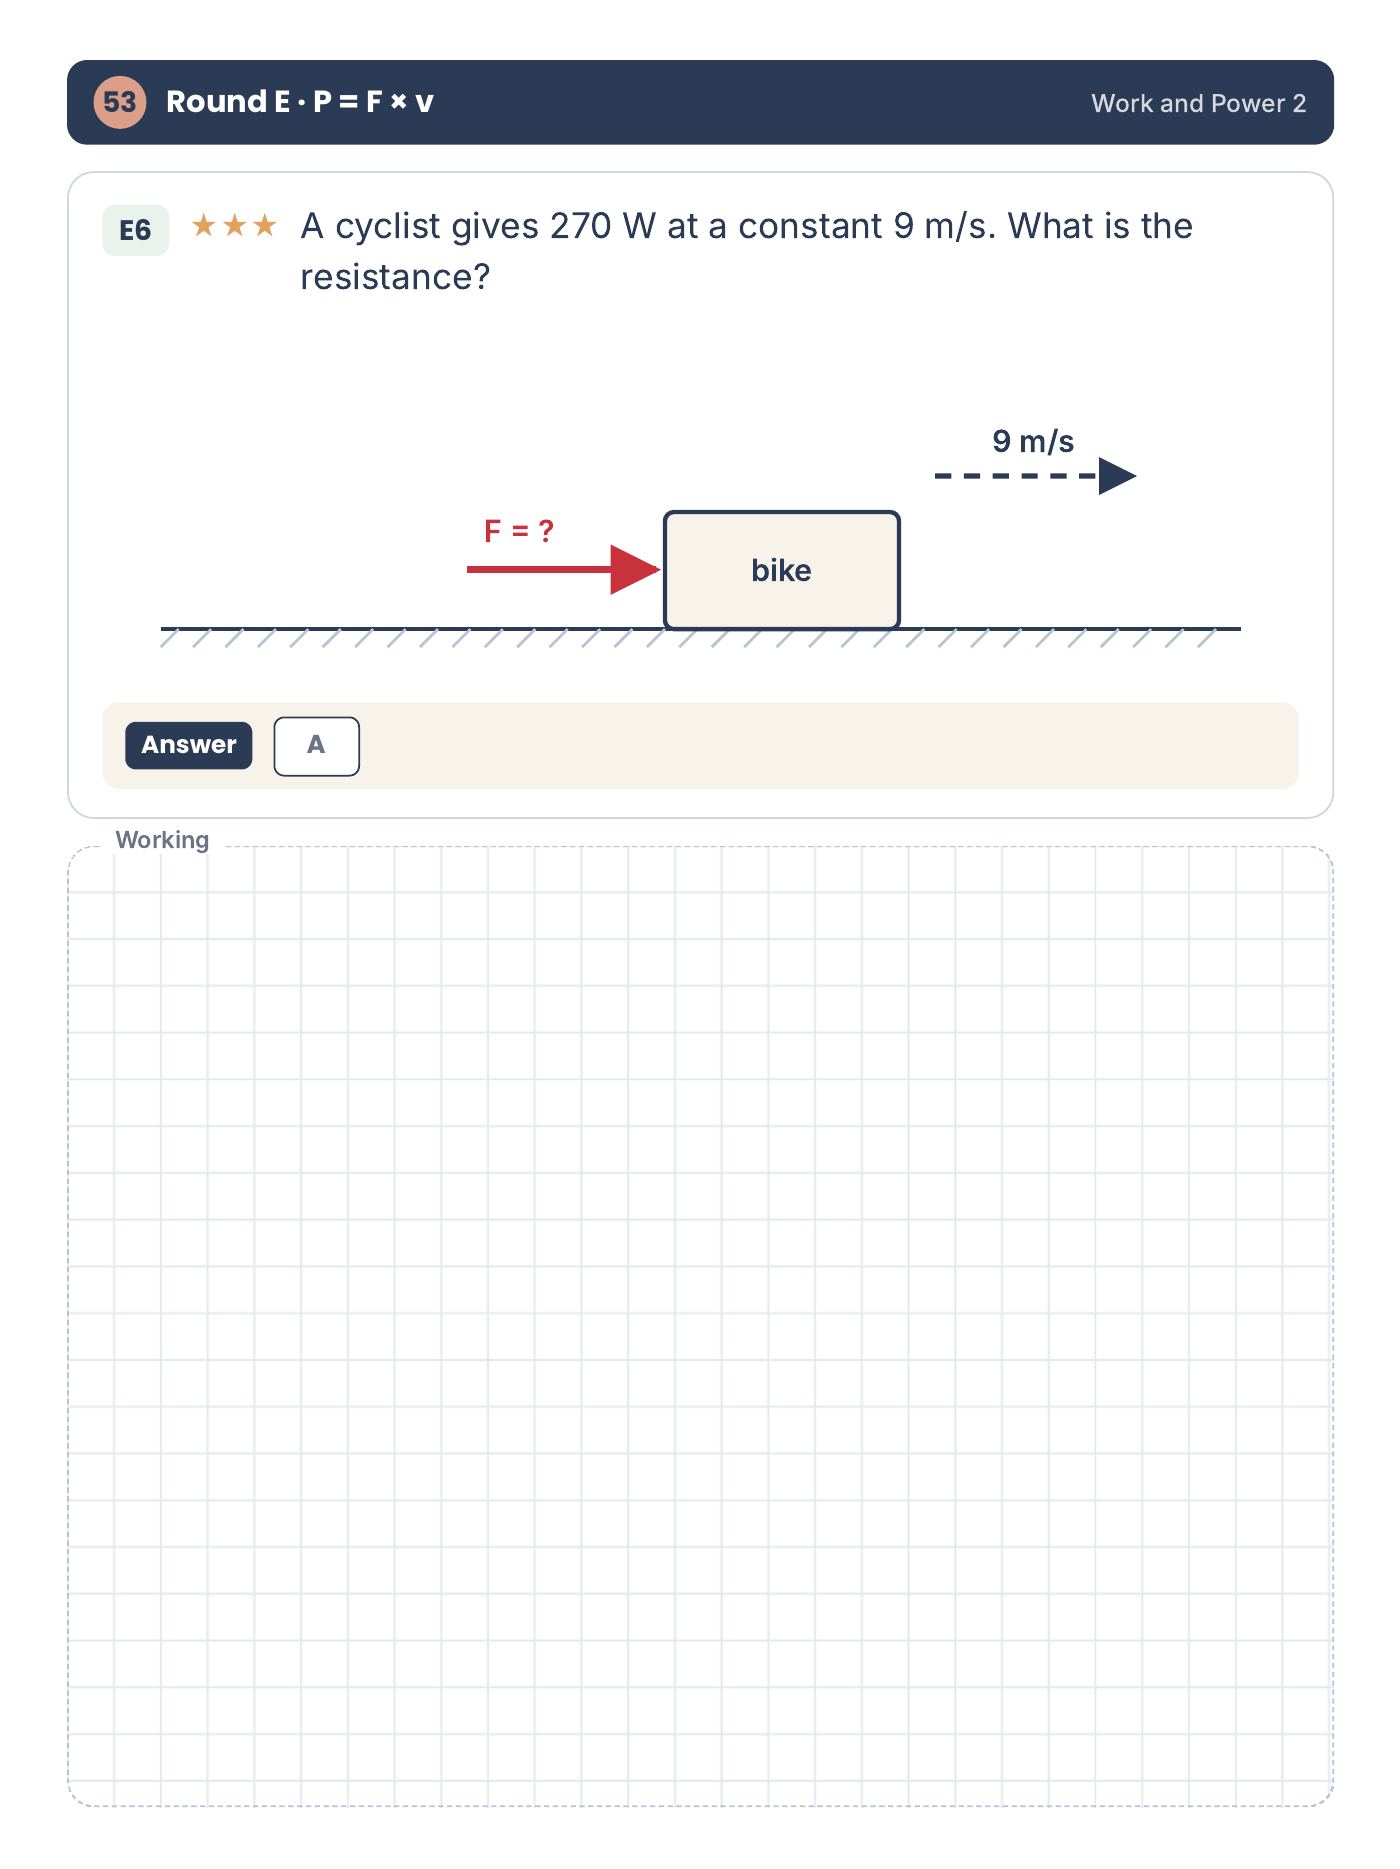 53 Round E · P = F × v Work and Power 2
E6 ★★★ A cyclist gives 270 W at a constant 9 m/s. What is the
resistance?
9 m/s
F = ?
bike
Answer A
Working